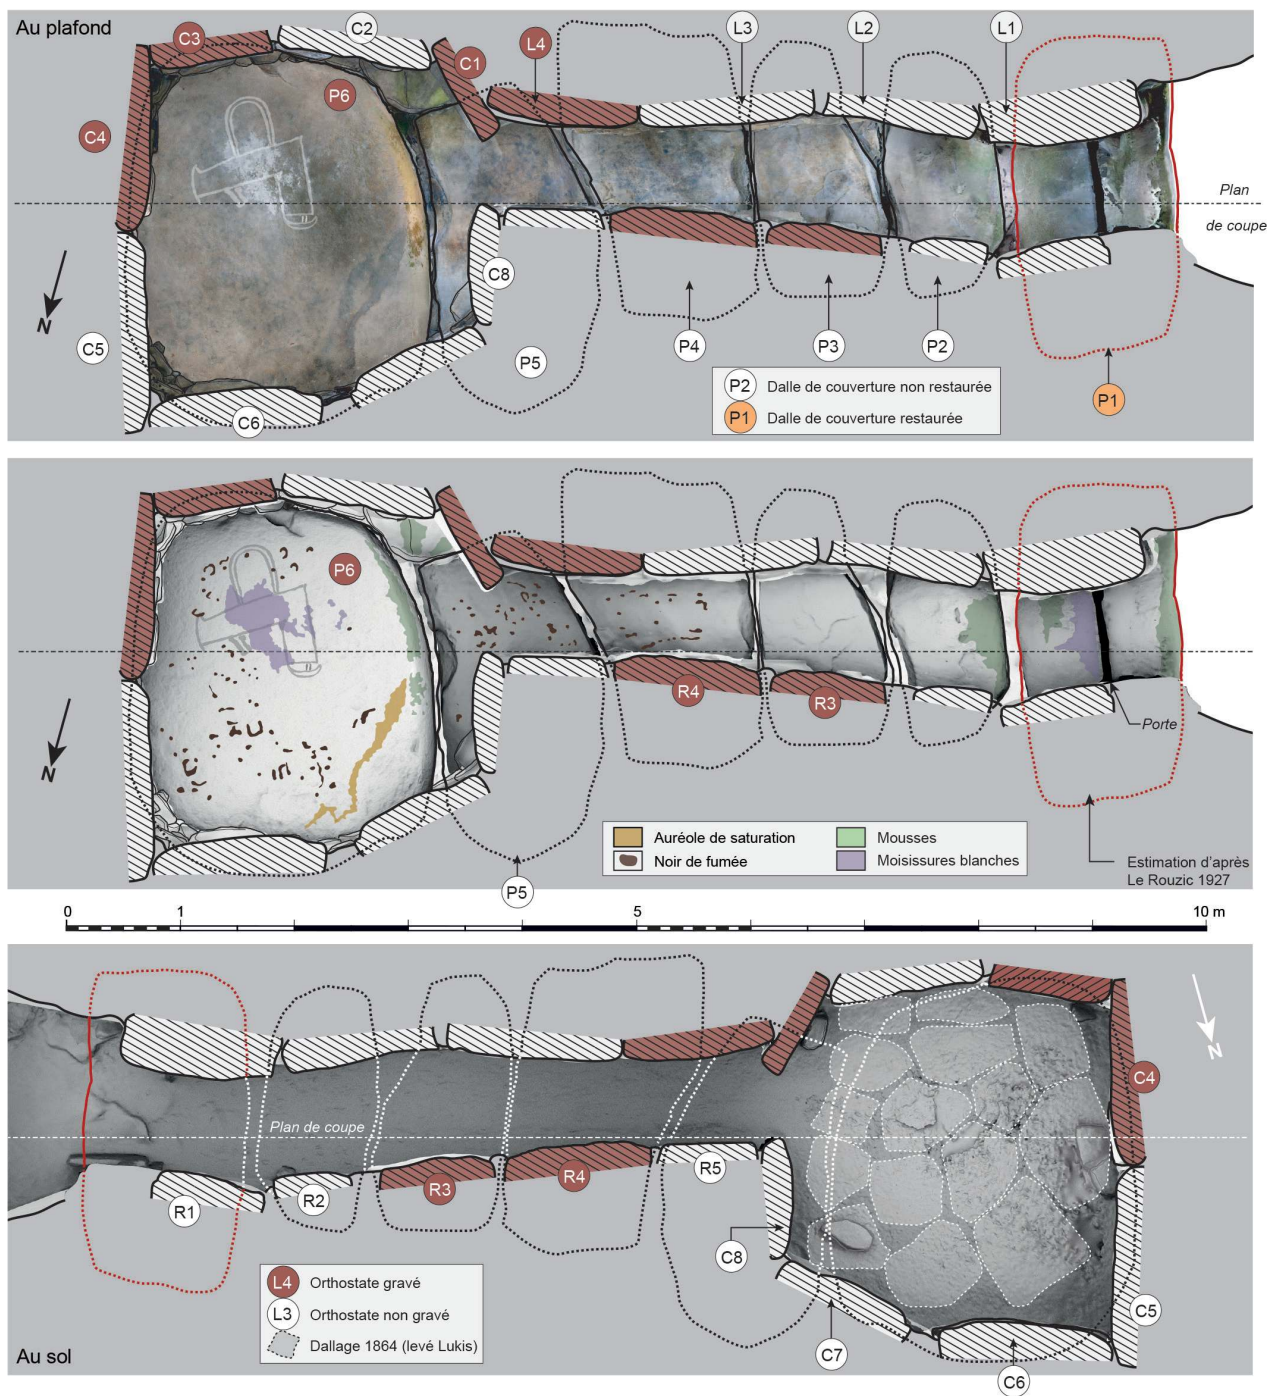 Au plafond
C3
C2
C1
L4
L3
L2
L1
P6
C4
Plan
de coupe
N
C8
C5
P5
P4
P3
P2
P1
C6
P2 Dalle de couverture non restaurée
P1 Dalle de couverture restaurée
P6
R4
R3
Porte
N
Auréole de saturation
Mousses
Noir de fumée
Moisissures blanches
Estimation d'après
Le Rouzic 1927
P5
0 1 5 10 m
N
C4
Plan de coupe
R1
R2
R3
R4
R5
C8
C5
C7
C6
L4 Orthostate gravé
L3 Orthostate non gravé
Dallage 1864 (levé Lukis)
Au sol